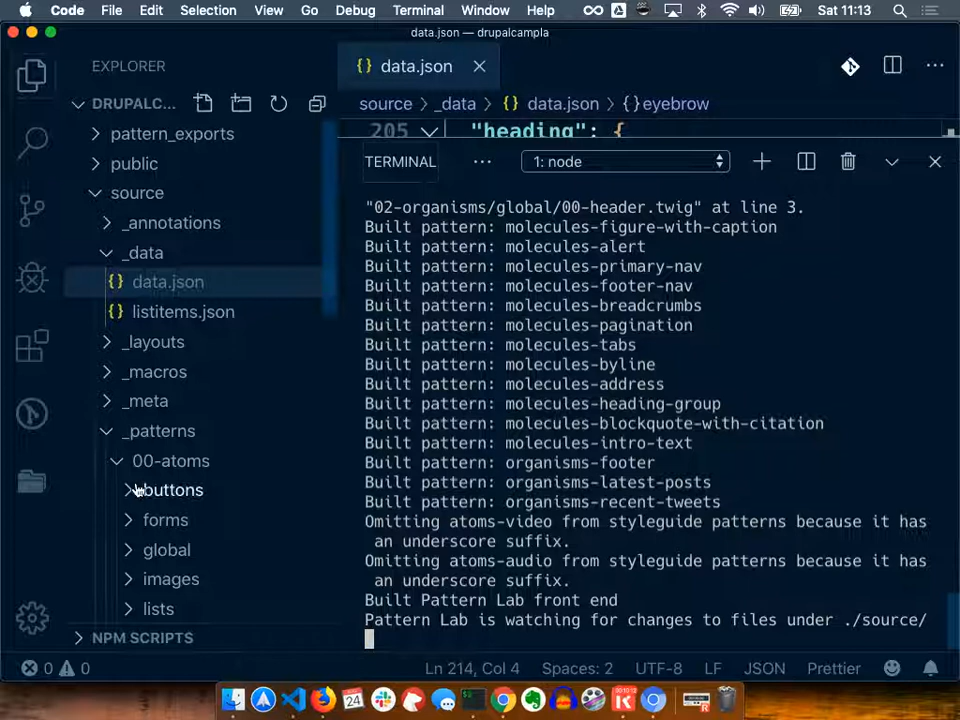 Code File Edit Selection View Go Debug Terminal Window Help Sat 11:13
data.json — drupalcampla
EXPLORER
{} data.json
DRUPALC...
source > _data > {} data.json > {} eyebrow
pattern_exports
205 "heading": {
public
TERMINAL ... 1: node
source
_annotations
_data
{} data.json
{} listitems.json
_layouts
_macros
_meta
_patterns
00-atoms
buttons
forms
global
images
lists
NPM SCRIPTS
"02-organisms/global/00-header.twig" at line 3.
Built pattern: molecules-figure-with-caption
Built pattern: molecules-alert
Built pattern: molecules-primary-nav
Built pattern: molecules-footer-nav
Built pattern: molecules-breadcrumbs
Built pattern: molecules-pagination
Built pattern: molecules-tabs
Built pattern: molecules-byline
Built pattern: molecules-address
Built pattern: molecules-heading-group
Built pattern: molecules-blockquote-with-citation
Built pattern: molecules-intro-text
Built pattern: organisms-footer
Built pattern: organisms-latest-posts
Built pattern: organisms-recent-tweets
Omitting atoms-video from styleguide patterns because it has
an underscore suffix.
Omitting atoms-audio from styleguide patterns because it has
an underscore suffix.
Built Pattern Lab front end
Pattern Lab is watching for changes to files under ./source/
0 0 Ln 214, Col 4 Spaces: 2 UTF-8 LF JSON Prettier
24